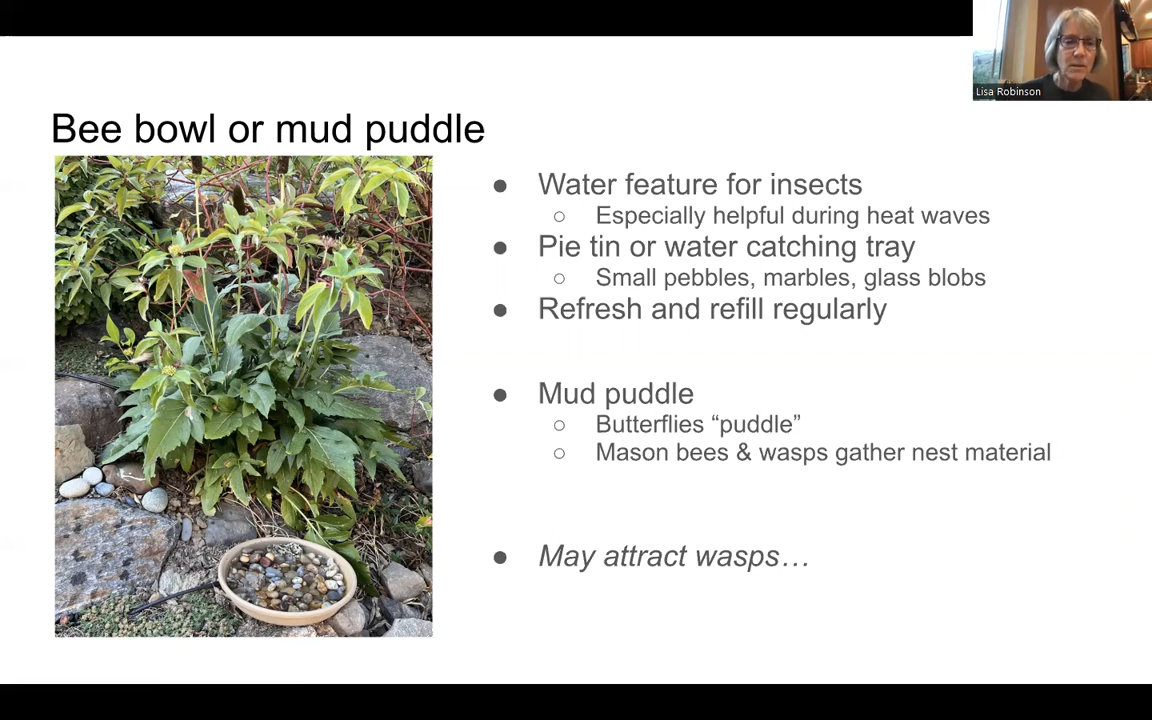 Lisa Robinson
Bee bowl or mud puddle
● Water feature for insects
○ Especially helpful during heat waves
● Pie tin or water catching tray
○ Small pebbles, marbles, glass blobs
● Refresh and refill regularly
● Mud puddle
○ Butterflies “puddle”
○ Mason bees & wasps gather nest material
● May attract wasps…